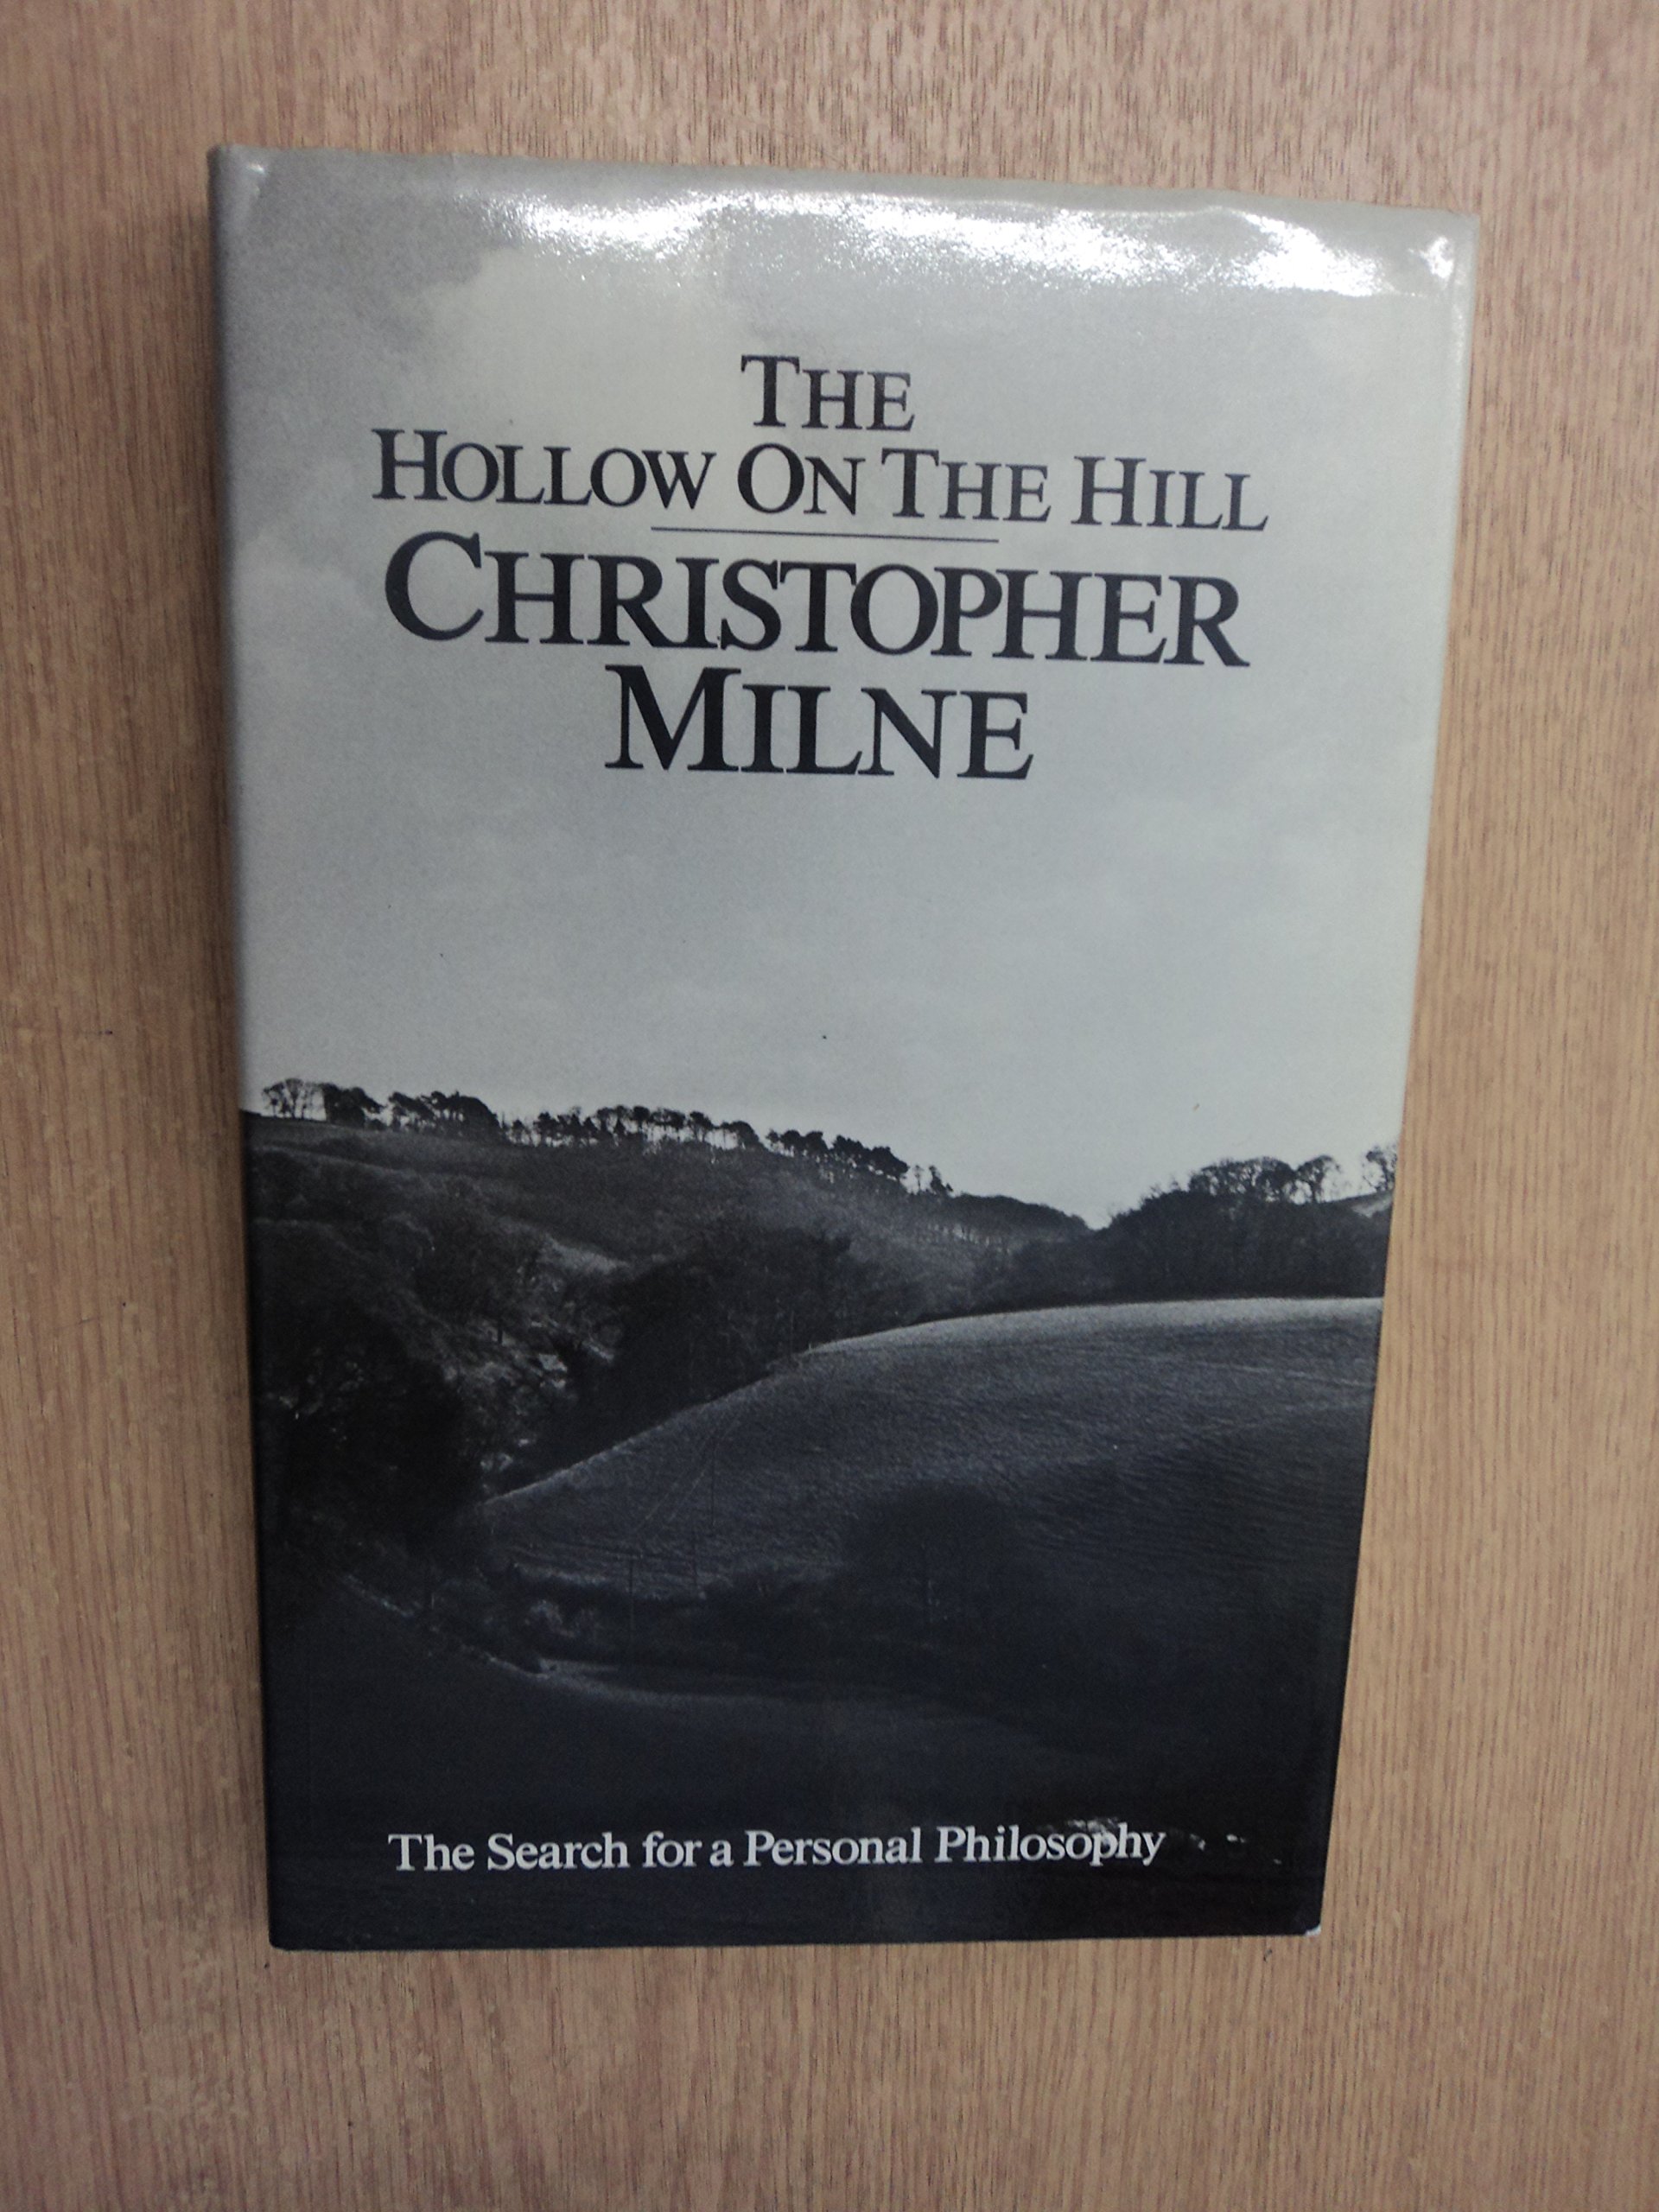 THE
HOLLOW ON THE HILL
CHRISTOPHER
MILNE
The Search for a Personal Philosophy